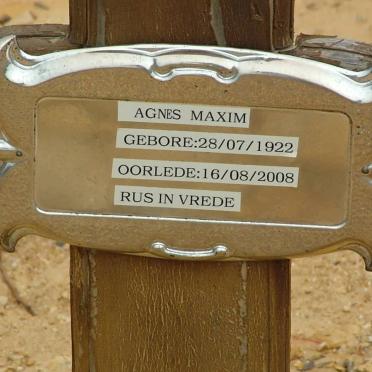 AGNES MAXIM
GEBORE:28/07/1922
OORLEDE:16/08/2008
RUS IN VREDE